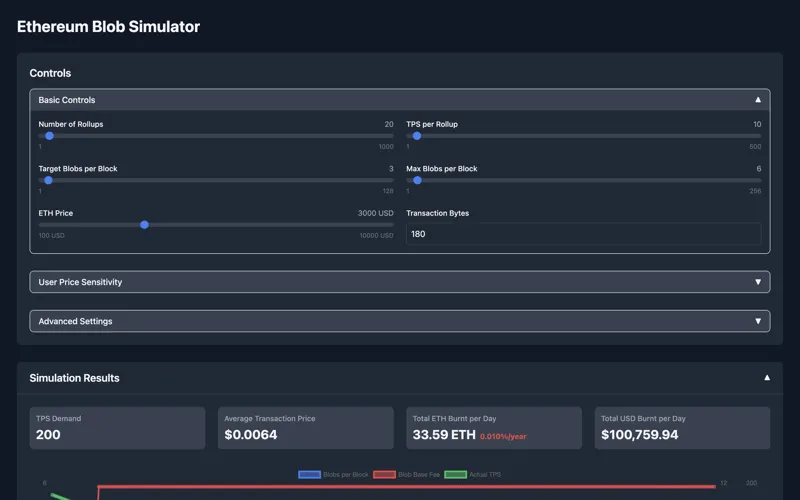 Ethereum Blob Simulator
Controls
Basic Controls ▲
Number of Rollups 20
1 1000
TPS per Rollup 10
1 500
Target Blobs per Block 3
1 128
Max Blobs per Block 6
1 256
ETH Price 3000 USD
100 USD 10000 USD
Transaction Bytes
180
User Price Sensitivity ▼
Advanced Settings ▼
Simulation Results ▲
TPS Demand
200
Average Transaction Price
$0.0064
Total ETH Burnt per Day
33.59 ETH 0.010%/year
Total USD Burnt per Day
$100,759.94
Blobs per Block Blob Base Fee Actual TPS
6 12 200